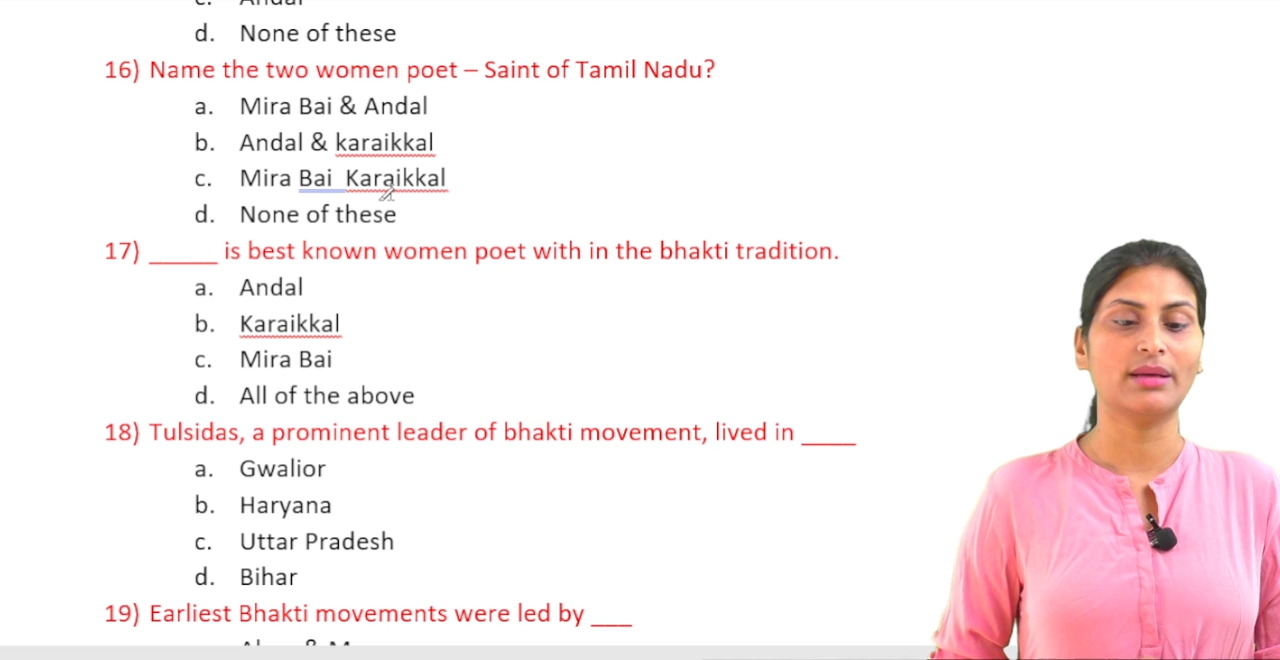 d. None of these
16) Name the two women poet – Saint of Tamil Nadu?
a. Mira Bai & Andal
b. Andal & karaikkal
c. Mira Bai  Karaikkal
d. None of these
17) _____ is best known women poet with in the bhakti tradition.
a. Andal
b. Karaikkal
c. Mira Bai
d. All of the above
18) Tulsidas, a prominent leader of bhakti movement, lived in ____
a. Gwalior
b. Haryana
c. Uttar Pradesh
d. Bihar
19) Earliest Bhakti movements were led by ___